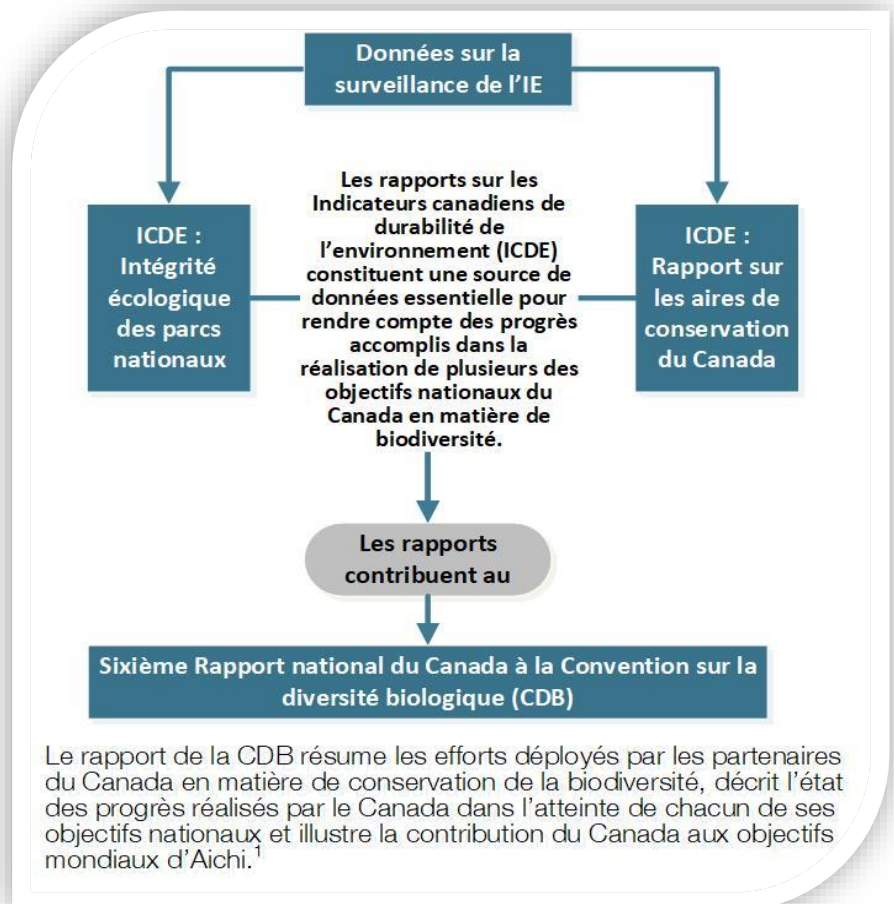 Données sur la
surveillance de l'IE
ICDE :
Intégrité
écologique
des parcs
nationaux
Les rapports sur les
Indicateurs canadiens de
durabilité de
l'environnement (ICDE)
constituent une source de
données essentielle pour
rendre compte des progrès
accomplis dans la
réalisation de plusieurs des
objectifs nationaux du
Canada en matière de
biodiversité.
ICDE :
Rapport sur
les aires de
conservation
du Canada
Les rapports
contribuent au
Sixième Rapport national du Canada à la Convention sur la
diversité biologique (CDB)
Le rapport de la CDB résume les efforts déployés par les partenaires
du Canada en matière de conservation de la biodiversité, décrit l'état
des progrès réalisés par le Canada dans l'atteinte de chacun de ses
objectifs nationaux et illustre la contribution du Canada aux objectifs
mondiaux d'Aichi.¹